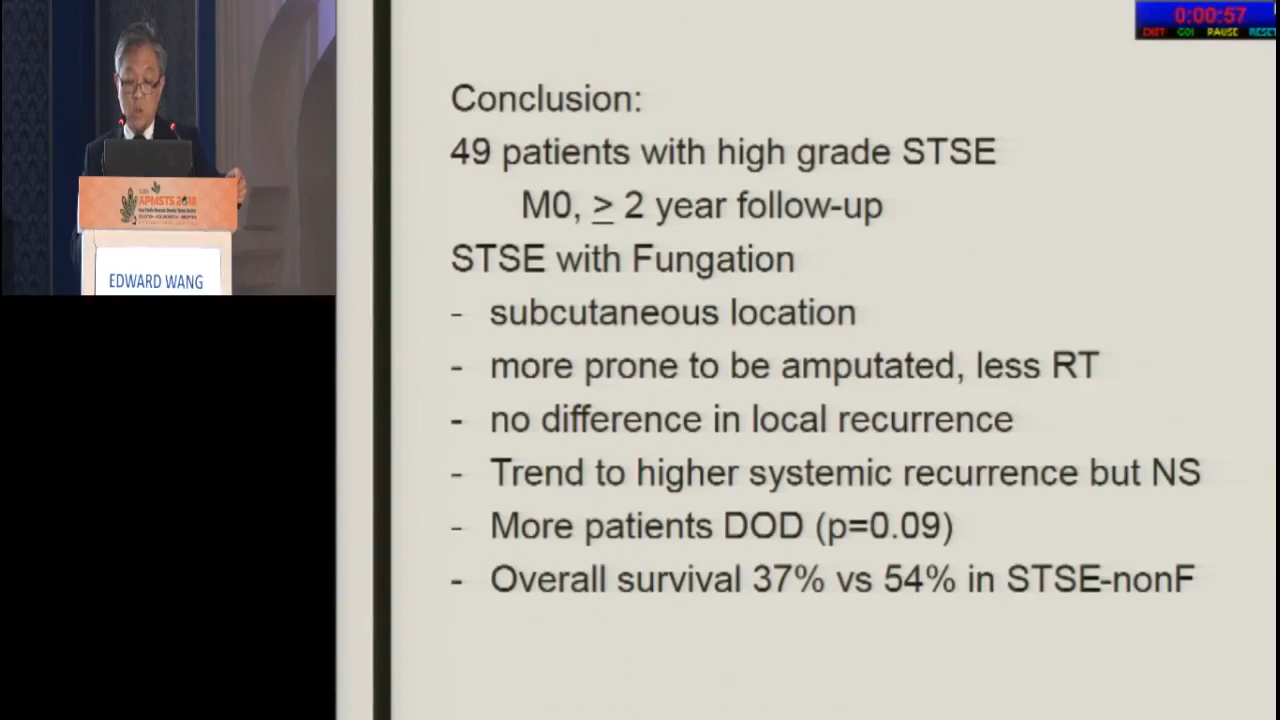 0:00:57
EXIT GO! PAUSE RESET
Conclusion:
49 patients with high grade STSE
M0, ≥ 2 year follow-up
STSE with Fungation
- subcutaneous location
- more prone to be amputated, less RT
- no difference in local recurrence
- Trend to higher systemic recurrence but NS
- More patients DOD (p=0.09)
- Overall survival 37% vs 54% in STSE-nonF
APMSTS 2018
EDWARD WANG